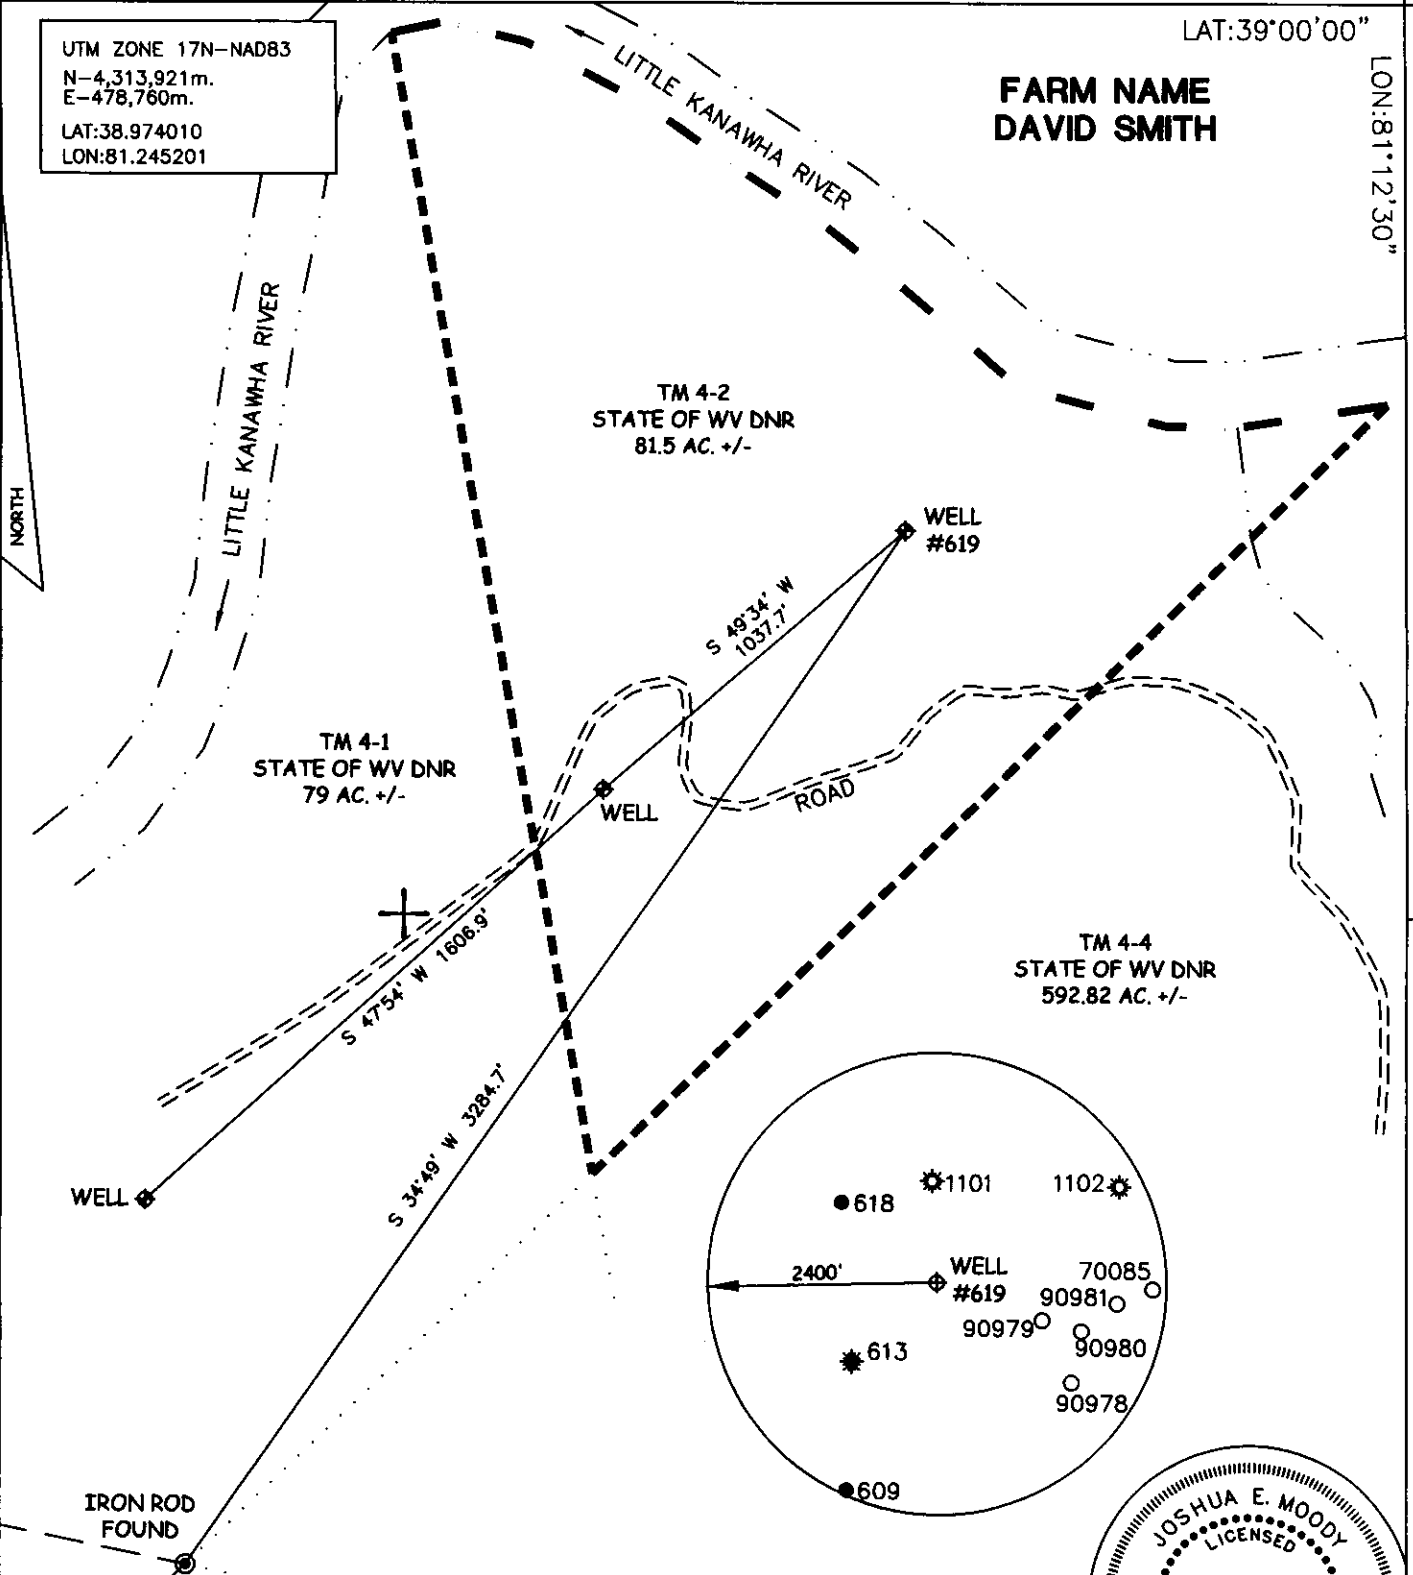 UTM ZONE 17N-NAD83
N-4,313,921m.
E-478,760m.
LAT:38.974010
LON:81.245201
LAT:39°00'00"
LON:81°12'30"
FARM NAME
DAVID SMITH
LITTLE KANAWHA RIVER
LITTLE KANAWHA RIVER
NORTH
TM 4-2
STATE OF WV DNR
81.5 AC. +/-
WELL
#619
S 49°34' W
1037.7'
TM 4-1
STATE OF WV DNR
79 AC. +/-
WELL
ROAD
S 47°54' W 1606.9'
TM 4-4
STATE OF WV DNR
592.82 AC. +/-
S 34°49' W 3284.7'
WELL
1101
1102
618
2400'
WELL
#619
70085
90981
90979
90980
613
90978
609
IRON ROD
FOUND
JOSHUA E. MOODY
LICENSED